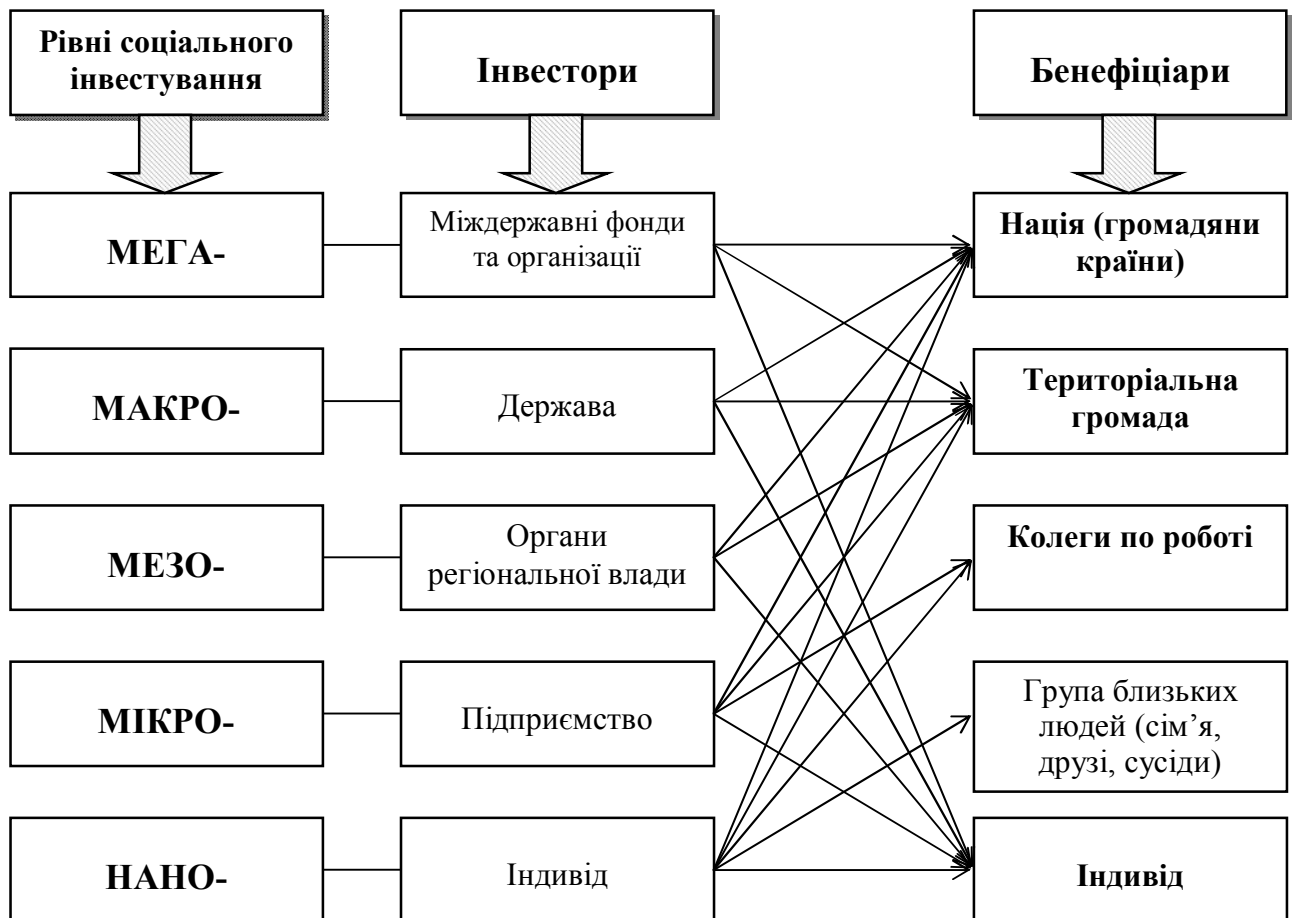 Рівні соціального
інвестування
Інвестори
Бенефіціари
МЕГА-
Міждержавні фонди
та організації
Нація (громадяни
країни)
МАКРО-
Держава
Територіальна
громада
МЕЗО-
Органи
регіональної влади
Колеги по роботі
МІКРО-
Підприємство
Група близьких
людей (сім’я,
друзі, сусіди)
НАНО-
Індивід
Індивід